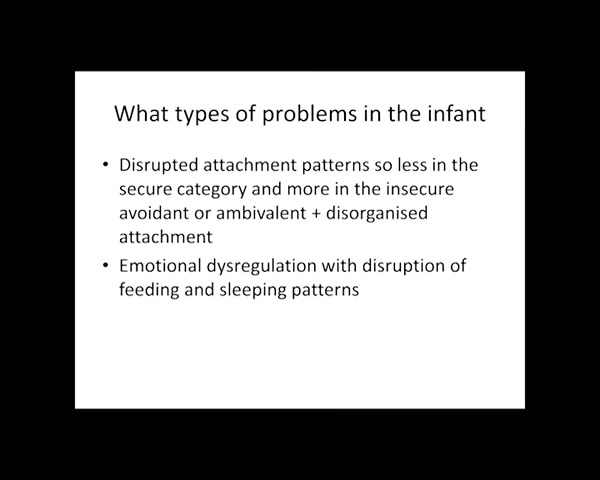 What types of problems in the infant
• Disrupted attachment patterns so less in the
secure category and more in the insecure
avoidant or ambivalent + disorganised
attachment
• Emotional dysregulation with disruption of
feeding and sleeping patterns